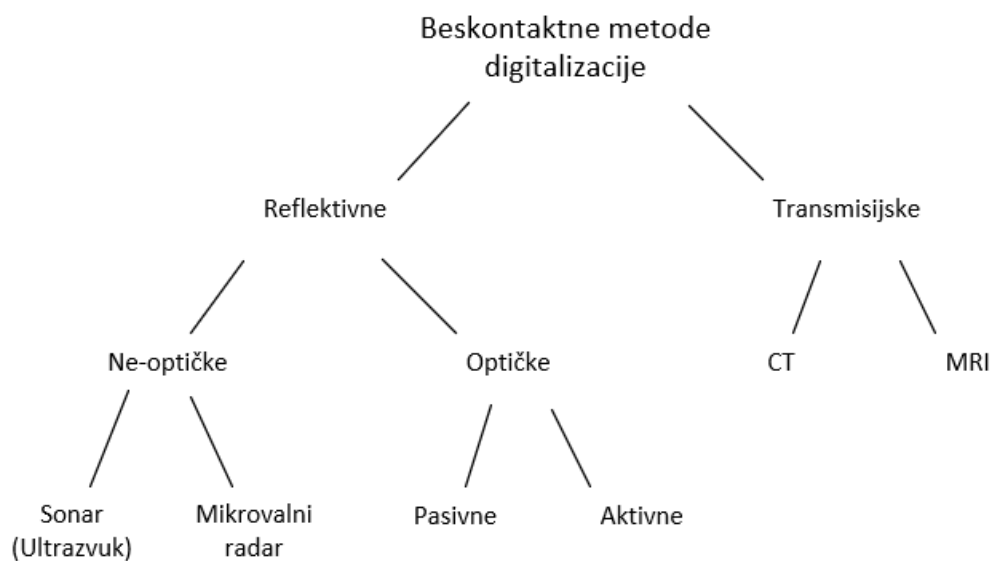 Beskontaktne metode
digitalizacije
Reflektivne
Transmisijske
Ne-optičke
Optičke
CT
MRI
Sonar
(Ultrazvuk)
Mikrovalni
radar
Pasivne
Aktivne